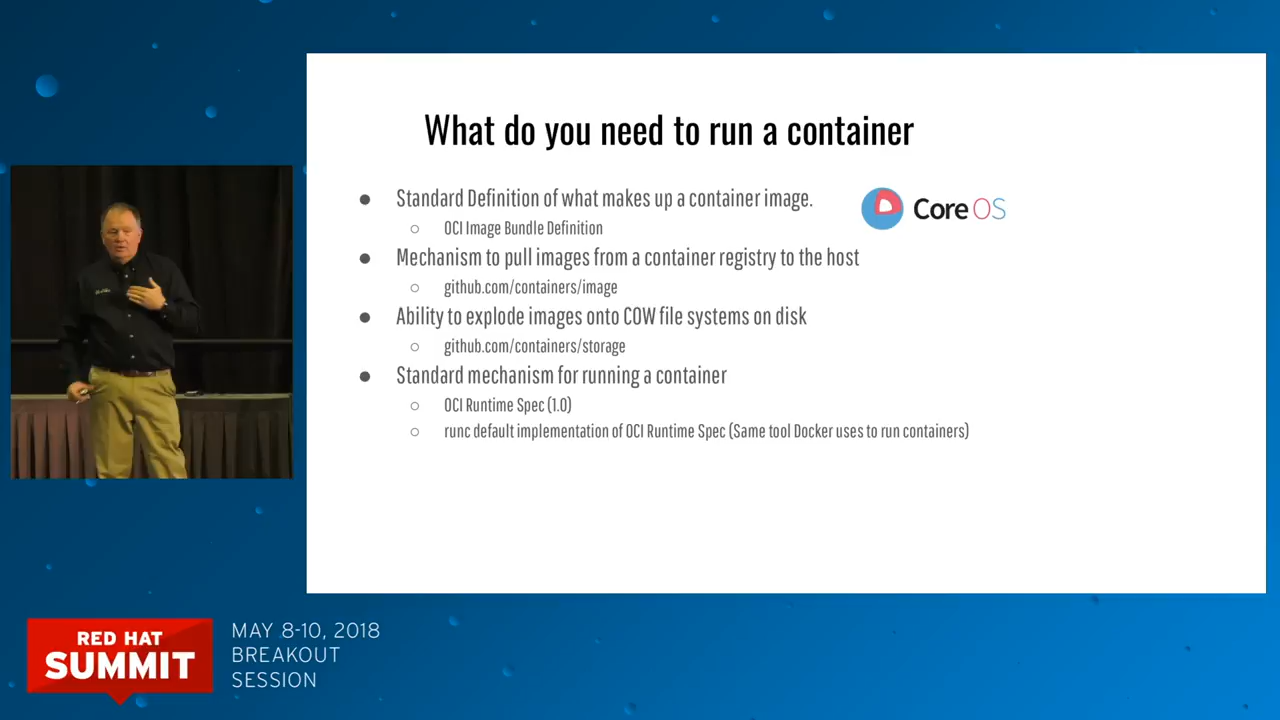 What do you need to run a container
● Standard Definition of what makes up a container image.
○ OCI Image Bundle Definition
CoreOS
● Mechanism to pull images from a container registry to the host
○ github.com/containers/image
● Ability to explode images onto COW file systems on disk
○ github.com/containers/storage
● Standard mechanism for running a container
○ OCI Runtime Spec (1.0)
○ runc default implementation of OCI Runtime Spec (Same tool Docker uses to run containers)
RED HAT
SUMMIT
MAY 8-10, 2018
BREAKOUT
SESSION